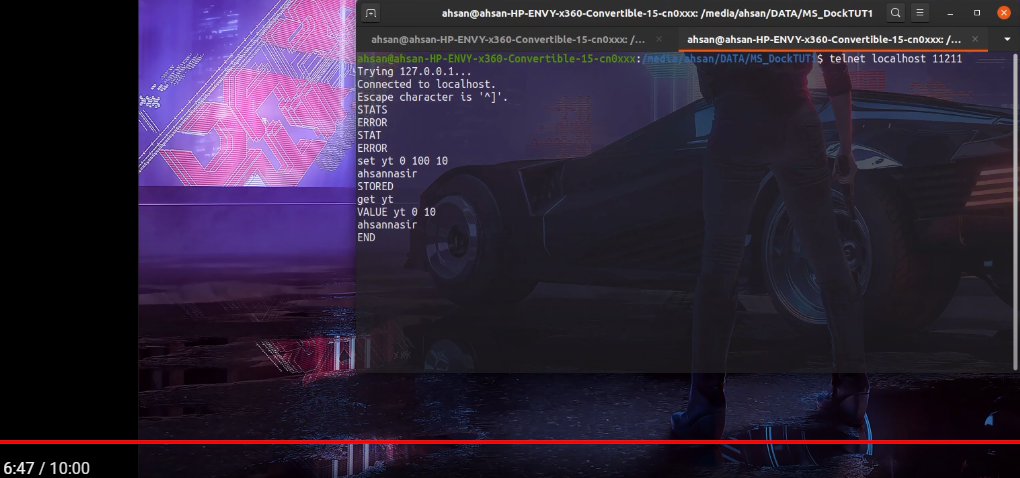 ahsan@ahsan-HP-ENVY-x360-Convertible-15-cn0xxx: /media/ahsan/DATA/MS_DockTUT1
ahsan@ahsan-HP-ENVY-x360-Convertible-15-cn0xxx: /...
ahsan@ahsan-HP-ENVY-x360-Convertible-15-cn0xxx: /...
ahsan@ahsan-HP-ENVY-x360-Convertible-15-cn0xxx:/media/ahsan/DATA/MS_DockTUT1$ telnet localhost 11211
Trying 127.0.0.1...
Connected to localhost.
Escape character is '^]'.
STATS
ERROR
STAT
ERROR
set yt 0 100 10
ahsannasir
STORED
get yt
VALUE yt 0 10
ahsannasir
END
6:47 / 10:00